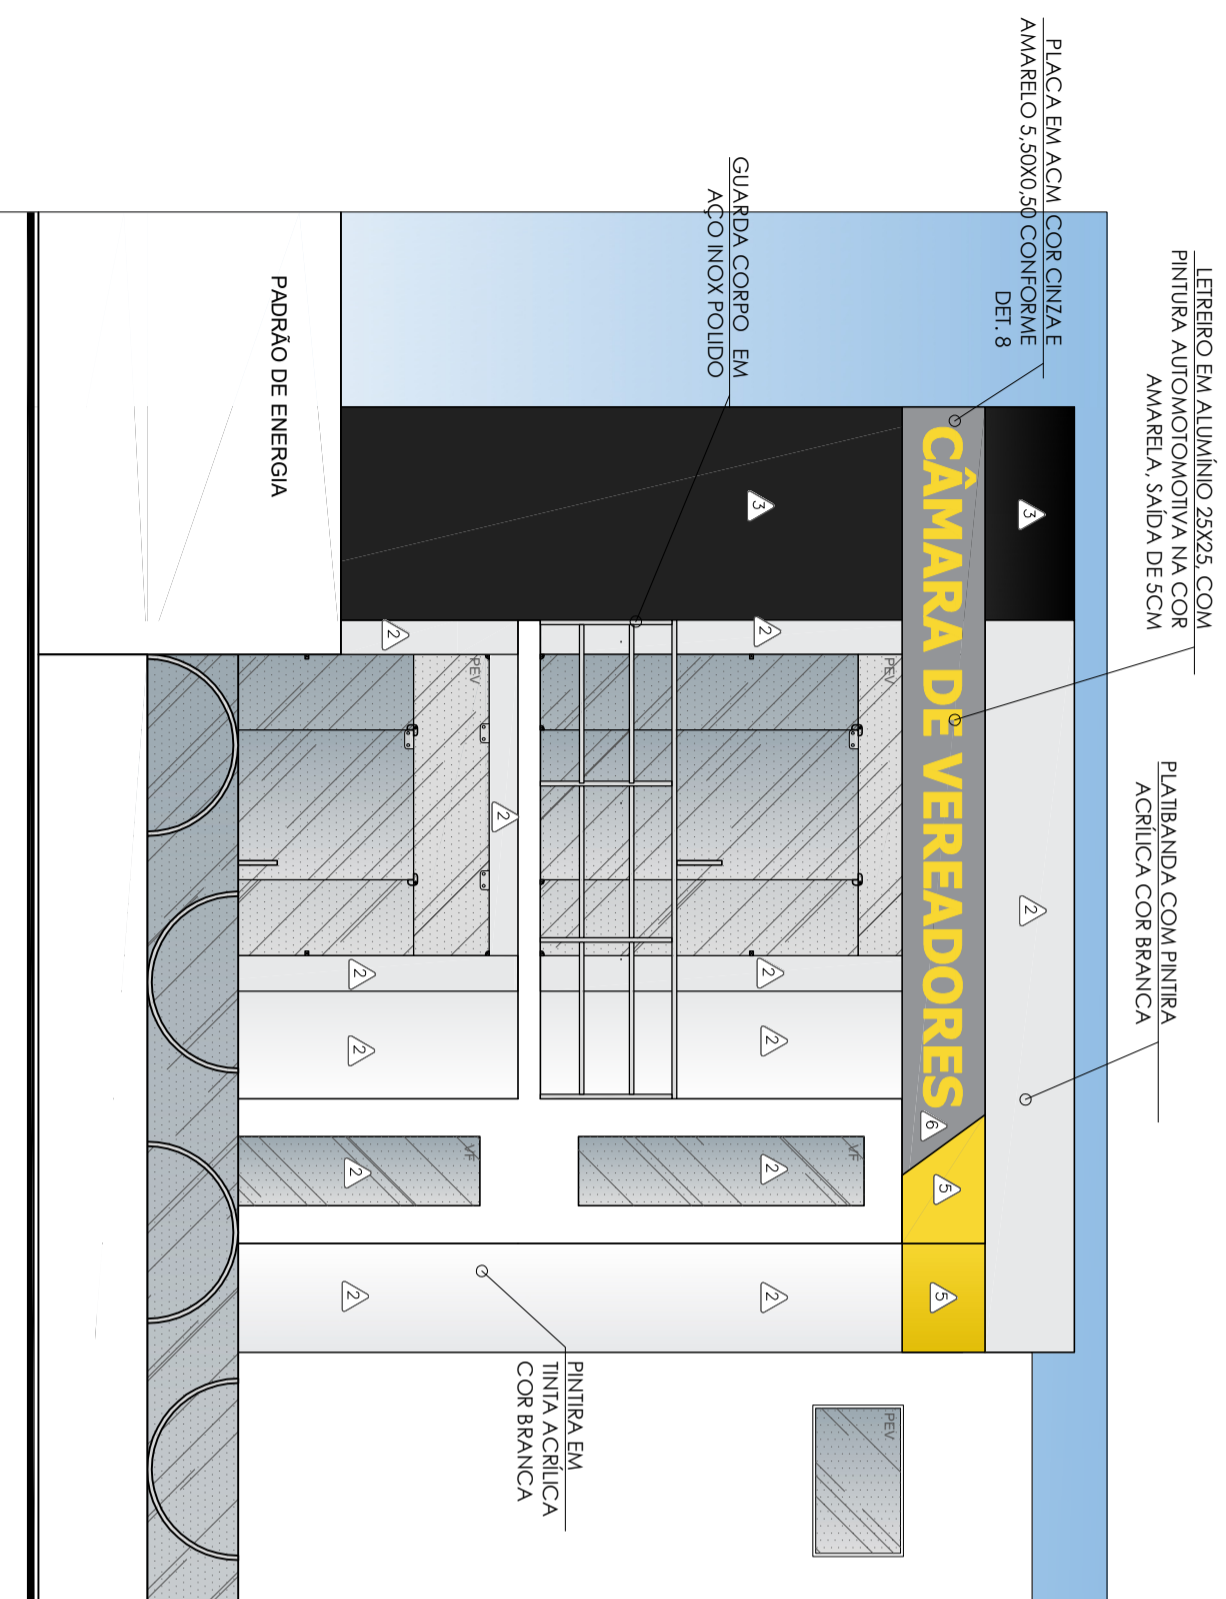 LETREIRO EM ALUMÍNIO 25X25, COM
PINTURA AUTOMOTOMOTIVA NA COR
AMARELA, SAÍDA DE 5CM
PLATIBANDA COM PINTIRA
ACRÍLICA COR BRANCA
PLACA EM ACM COR CINZA E
AMARELO 5,50X0,50 CONFORME
DET. 8
3
2
CÂMARA DE VEREADORES
6
5
5
PEV
PEV
GUARDA CORPO EM
AÇO INOX POLIDO
3
2
2
2
2
2
VF
PEV
2
VF
PINTIRA EM
TINTA ACRÍLICA
COR BRANCA
2
2
2
2
2
PADRÃO DE ENERGIA